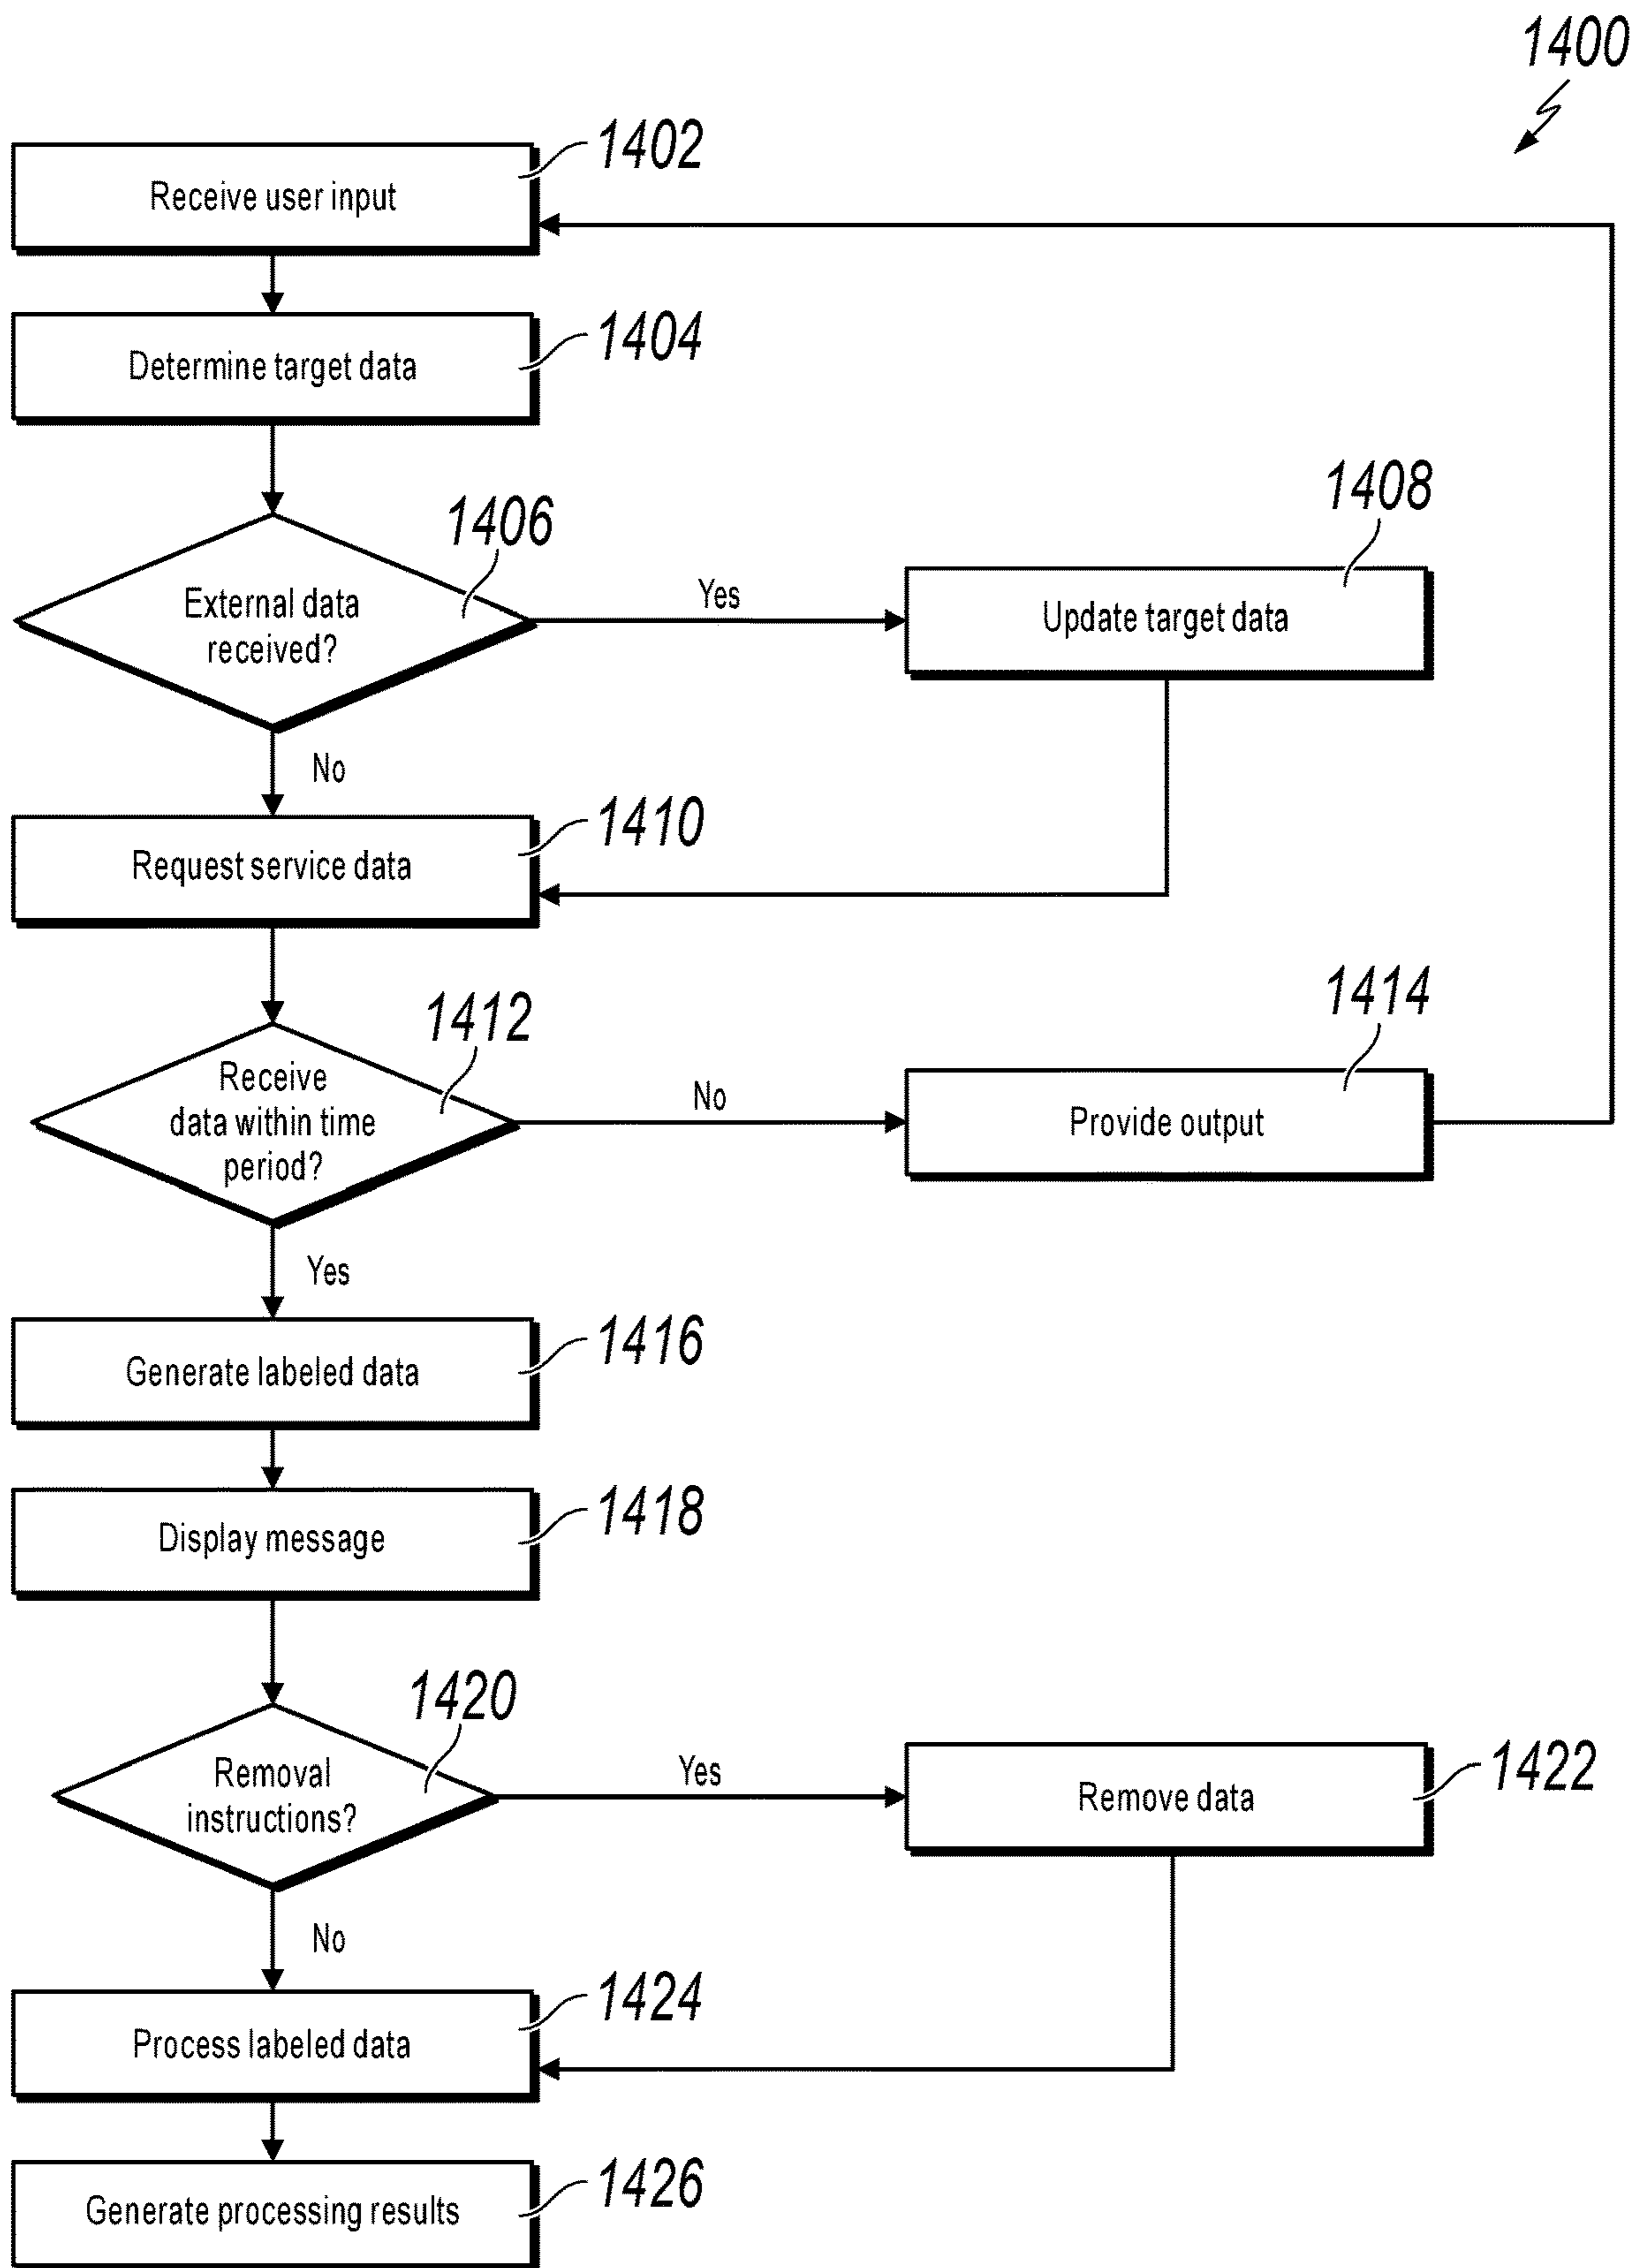 1400
1402
Receive user input
1404
Determine target data
1406
External data
received?
Yes
1408
Update target data
No
1410
Request service data
1412
Receive
data within time
period?
No
1414
Provide output
Yes
1416
Generate labeled data
1418
Display message
1420
Removal
instructions?
Yes
1422
Remove data
No
1424
Process labeled data
1426
Generate processing results